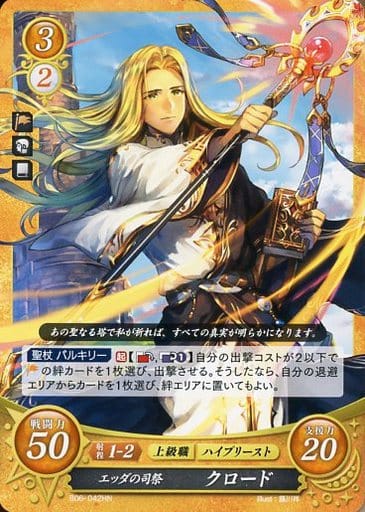 3
2
あの聖なる塔で私が祈れば、すべての真実が明らかになります。
聖杖 バルキリー 起 自分の出撃コストが2以下で
の絆カードを1枚選び、出撃させる。そうしたなら、自分の退避
エリアからカードを1枚選び、絆エリアに置いてもよい。
戦闘力
50
射程 1-2
上級職
ハイプリースト
支援力
20
エッダの司祭 クロード
B06-042HN
Illust: